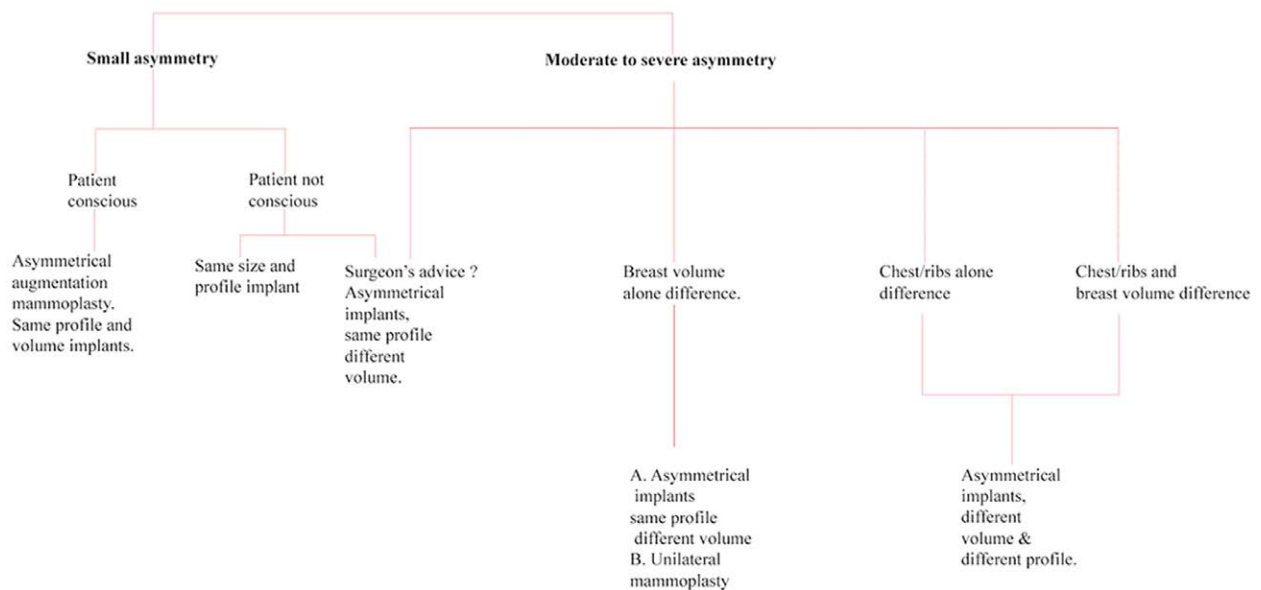 Small asymmetry
Moderate to severe asymmetry
Patient
conscious
Patient not
conscious
Asymmetrical
augmentation
mammoplasty.
Same profile and
volume implants.
Same size and
profile implant
Surgeon's advice ?
Asymmetrical
implants,
same profile
different
volume.
Breast volume
alone difference.
Chest/ribs alone
difference
Chest/ribs and
breast volume difference
A. Asymmetrical
implants
same profile
different volume
B. Unilateral
mammoplasty
Asymmetrical
implants,
different
volume &
different profile.